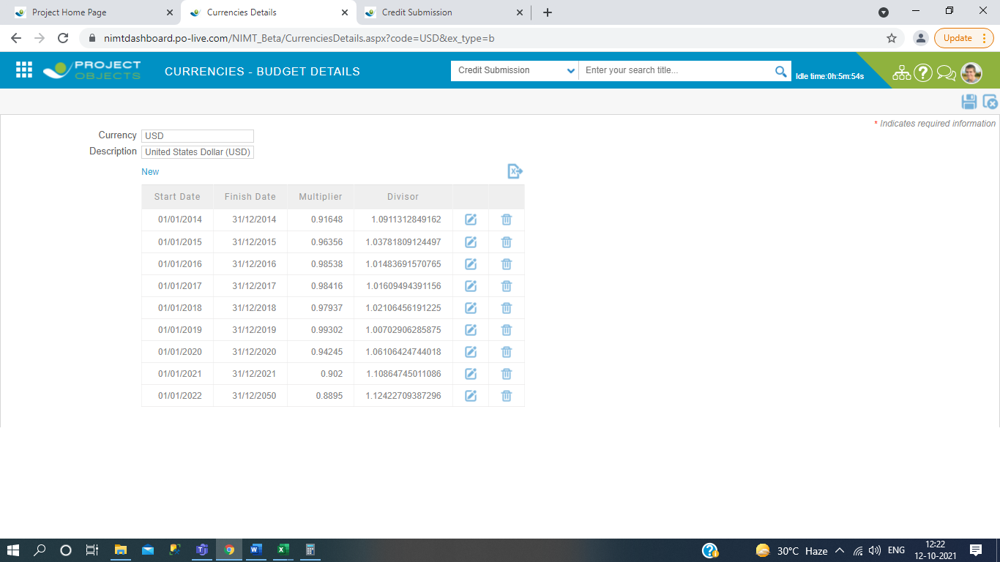 Project Home Page
Currencies Details
Credit Submission
nimtdashboard.po-live.com/NIMT_Beta/CurrenciesDetails.aspx?code=USD&ex_type=b
Update
PROJECT
OBJECTS
CURRENCIES - BUDGET DETAILS
Credit Submission
Enter your search title...
Idle time:0h:5m:54s
* Indicates required information
Currency USD
Description United States Dollar (USD)
New
Start Date Finish Date Multiplier Divisor
01/01/2014 31/12/2014 0.91648 1.0911312849162
01/01/2015 31/12/2015 0.96356 1.03781809124497
01/01/2016 31/12/2016 0.98538 1.01483691570765
01/01/2017 31/12/2017 0.98416 1.01609494391156
01/01/2018 31/12/2018 0.97937 1.02106456191225
01/01/2019 31/12/2019 0.99302 1.00702906285875
01/01/2020 31/12/2020 0.94245 1.06106424744018
01/01/2021 31/12/2021 0.902 1.10864745011086
01/01/2022 31/12/2050 0.8895 1.12422709387296
30°C Haze
ENG
12:22
12-10-2021